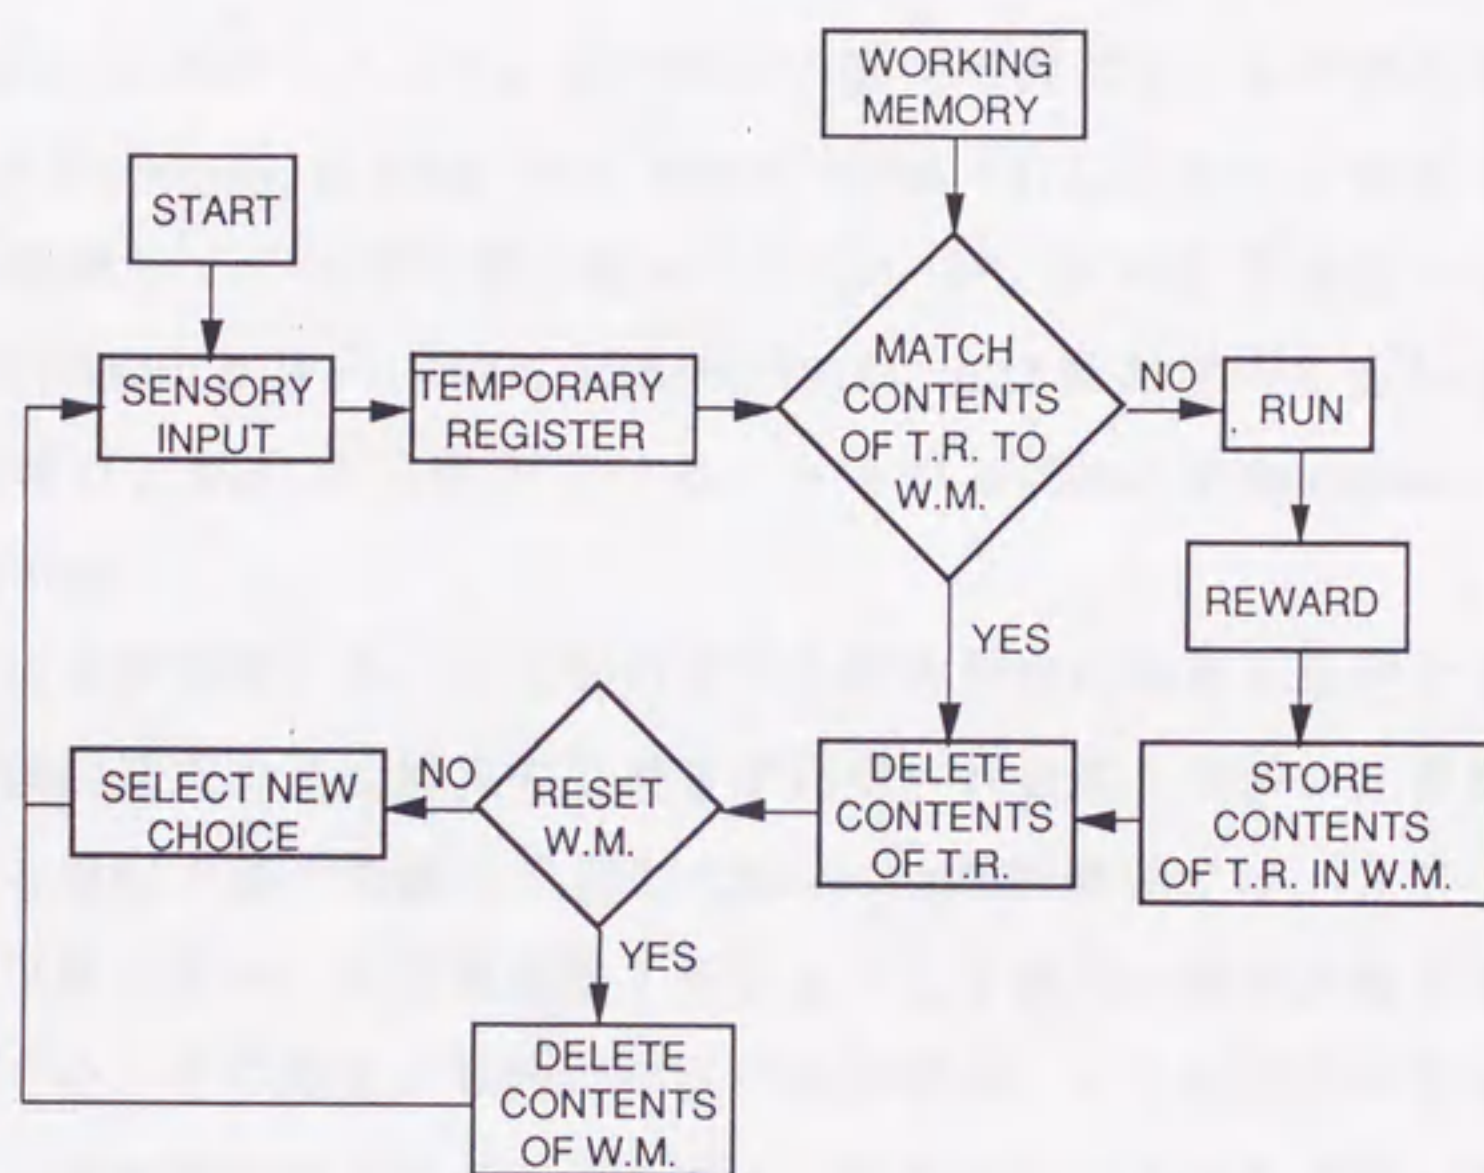 WORKING
MEMORY
START
SENSORY
INPUT
TEMPORARY
REGISTER
MATCH
CONTENTS
OF T.R. TO
W.M.
NO
RUN
REWARD
YES
STORE
CONTENTS
OF T.R. IN W.M.
DELETE
CONTENTS
OF T.R.
RESET
W.M.
NO
SELECT NEW
CHOICE
YES
DELETE
CONTENTS
OF W.M.